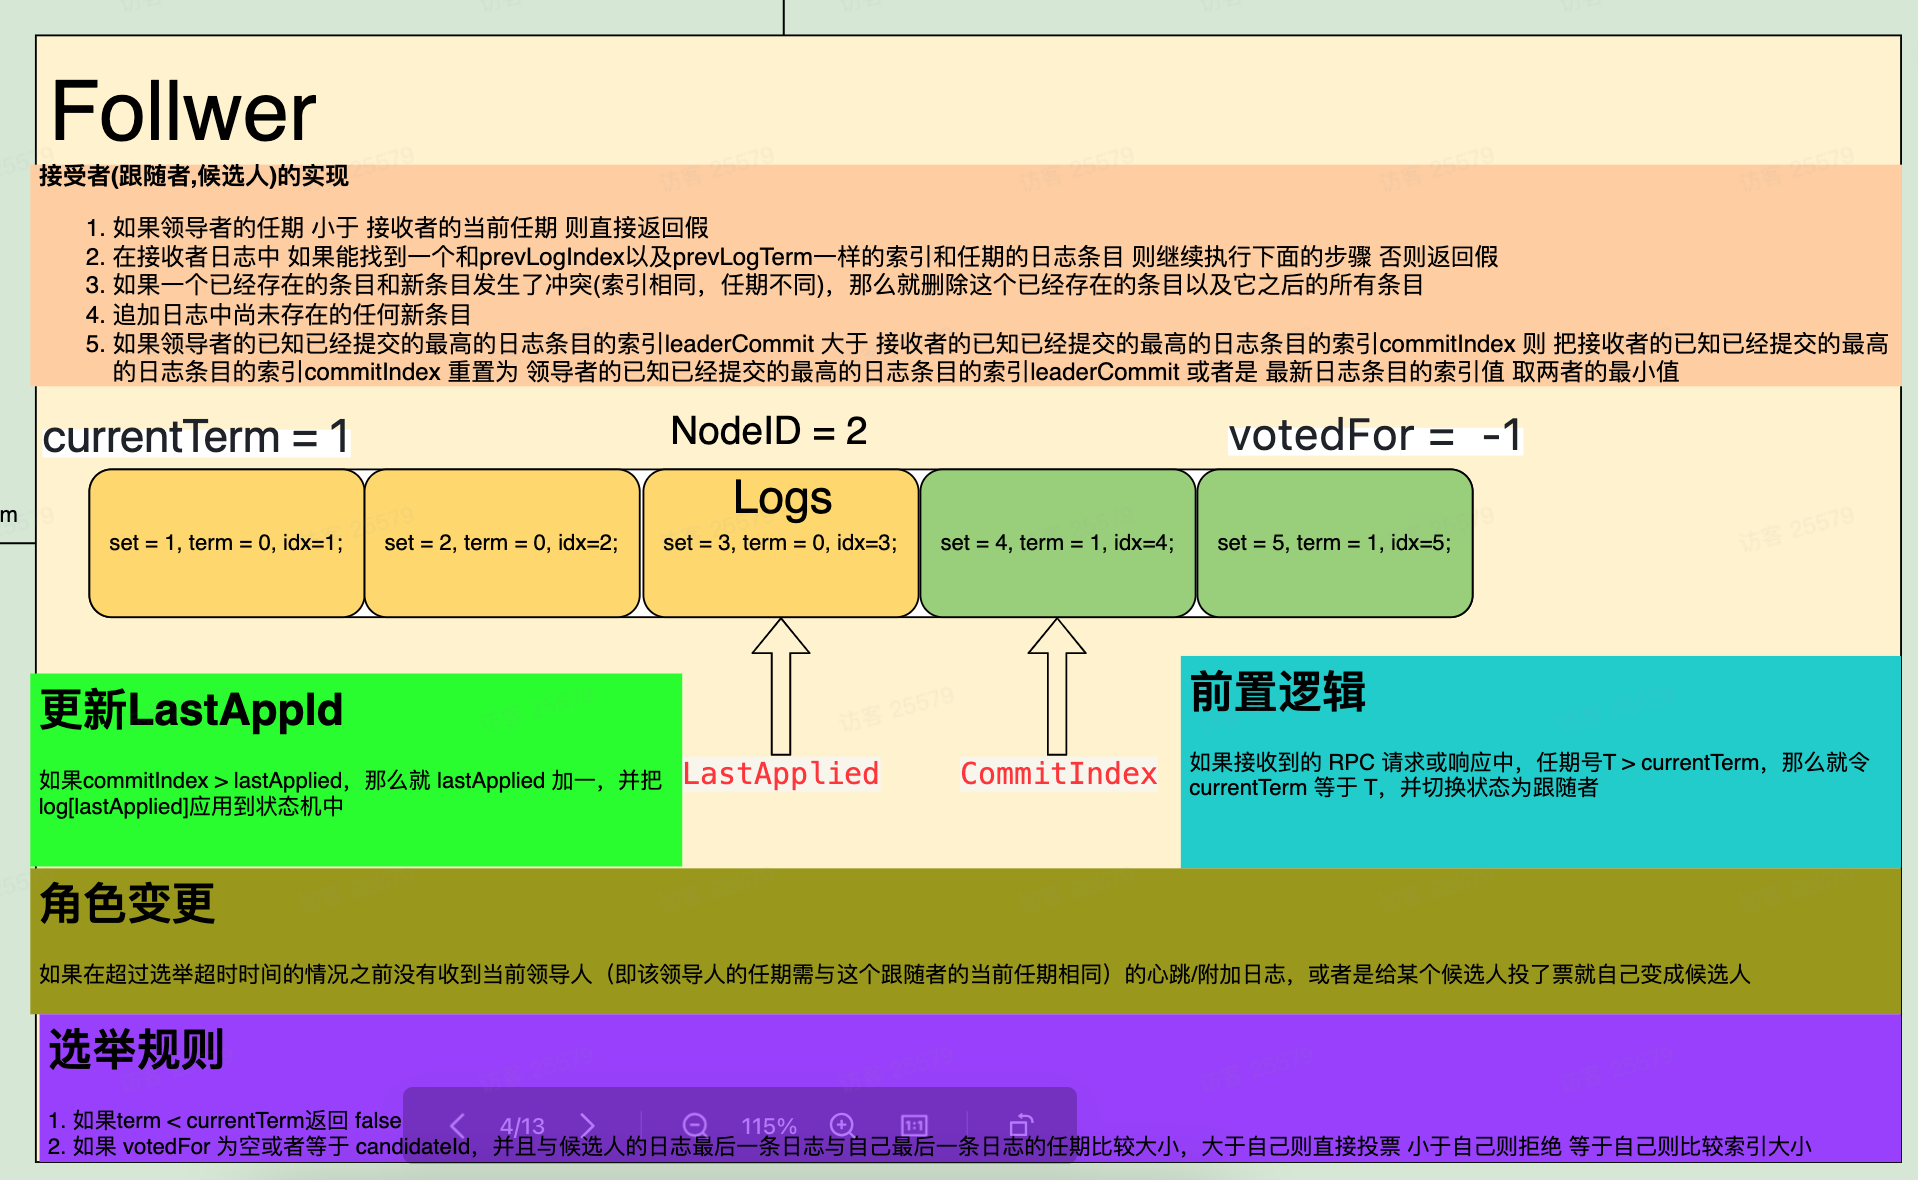 Follwer
接受者(跟随者,候选人)的实现
1. 如果领导者的任期 小于 接收者的当前任期 则直接返回假
2. 在接收者日志中 如果能找到一个和prevLogIndex以及prevLogTerm一样的索引和任期的日志条目 则继续执行下面的步骤 否则返回假
3. 如果一个已经存在的条目和新条目发生了冲突(索引相同，任期不同)，那么就删除这个已经存在的条目以及它之后的所有条目
4. 追加日志中尚未存在的任何新条目
5. 如果领导者的已知已经提交的最高的日志条目的索引leaderCommit 大于 接收者的已知已经提交的最高的日志条目的索引commitIndex 则 把接收者的已知已经提交的最高
的日志条目的索引commitIndex 重置为 领导者的已知已经提交的最高的日志条目的索引leaderCommit 或者是 最新日志条目的索引值 取两者的最小值
currentTerm = 1
NodeID = 2
votedFor = -1
Logs
m
set = 1, term = 0, idx=1;
set = 2, term = 0, idx=2;
set = 3, term = 0, idx=3;
set = 4, term = 1, idx=4;
set = 5, term = 1, idx=5;
LastApplied
CommitIndex
更新LastAppld
如果commitIndex > lastApplied，那么就 lastApplied 加一，并把
log[lastApplied]应用到状态机中
前置逻辑
如果接收到的 RPC 请求或响应中，任期号T > currentTerm，那么就令
currentTerm 等于 T，并切换状态为跟随者
角色变更
如果在超过选举超时时间的情况之前没有收到当前领导人（即该领导人的任期需与这个跟随者的当前任期相同）的心跳/附加日志，或者是给某个候选人投了票就自己变成候选人
选举规则
1. 如果term < currentTerm返回 false
4/13
115%
1:1
2. 如果 votedFor 为空或者等于 candidateId，并且与候选人的日志最后一条日志与自己最后一条日志的任期比较大小，大于自己则直接投票 小于自己则拒绝 等于自己则比较索引大小
访客 25579